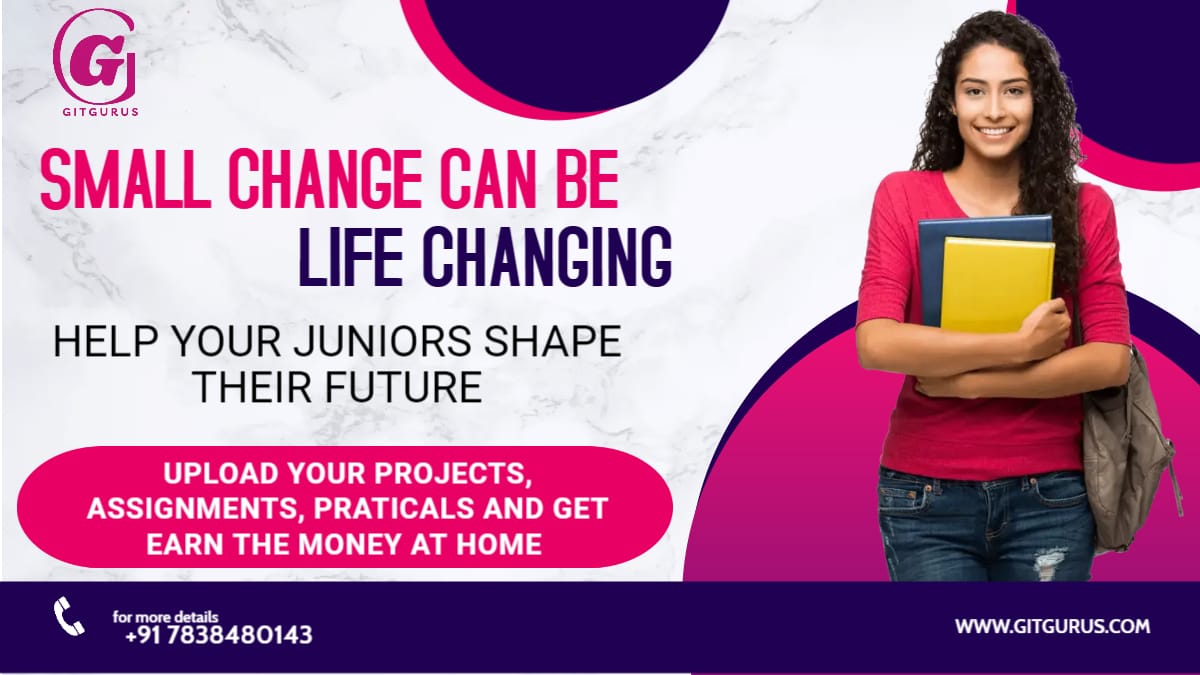 G
GITGURUS
SMALL CHANGE CAN BE
LIFE CHANGING
HELP YOUR JUNIORS SHAPE
THEIR FUTURE
UPLOAD YOUR PROJECTS,
ASSIGNMENTS, PRATICALS AND GET
EARN THE MONEY AT HOME
for more details
+91 7838480143
WWW.GITGURUS.COM